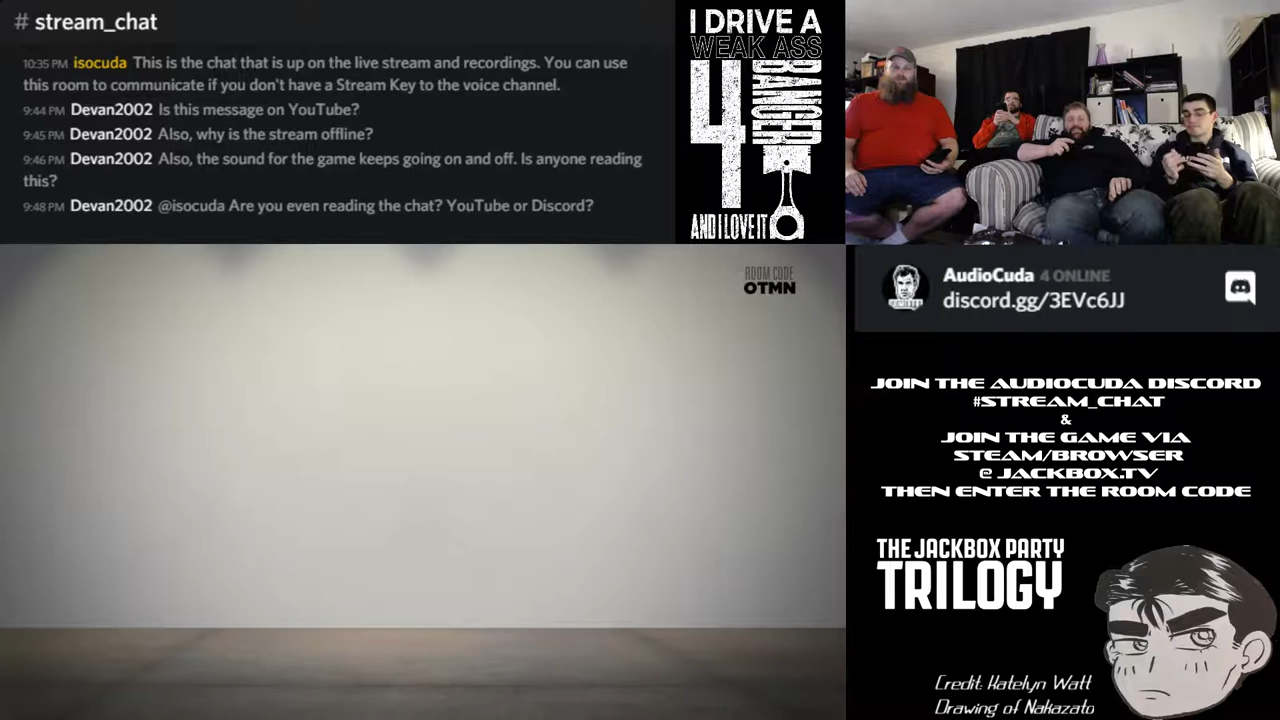 # stream_chat
10:35 PM isocuda This is the chat that is up on the live stream and recordings. You can use
this room to communicate if you don't have a Stream Key to the voice channel.
9:44 PM Devan2002 Is this message on YouTube?
9:45 PM Devan2002 Also, why is the stream offline?
9:46 PM Devan2002 Also, the sound for the game keeps going on and off. Is anyone reading
this?
9:48 PM Devan2002 @isocuda Are you even reading the chat? YouTube or Discord?
I DRIVE A
WEAK ASS
4
BANGER
AND I LOVE IT
ROOM CODE
OTMN
AudioCuda 4 ONLINE
discord.gg/3EVc6JJ
JOIN THE AUDIOCUDA DISCORD
#STREAM_CHAT
&
JOIN THE GAME VIA
STEAM/BROWSER
@ JACKBOX.TV
THEN ENTER THE ROOM CODE
THE JACKBOX PARTY
TRILOGY
Credit: Katelyn Watt
Drawing of Nakazato